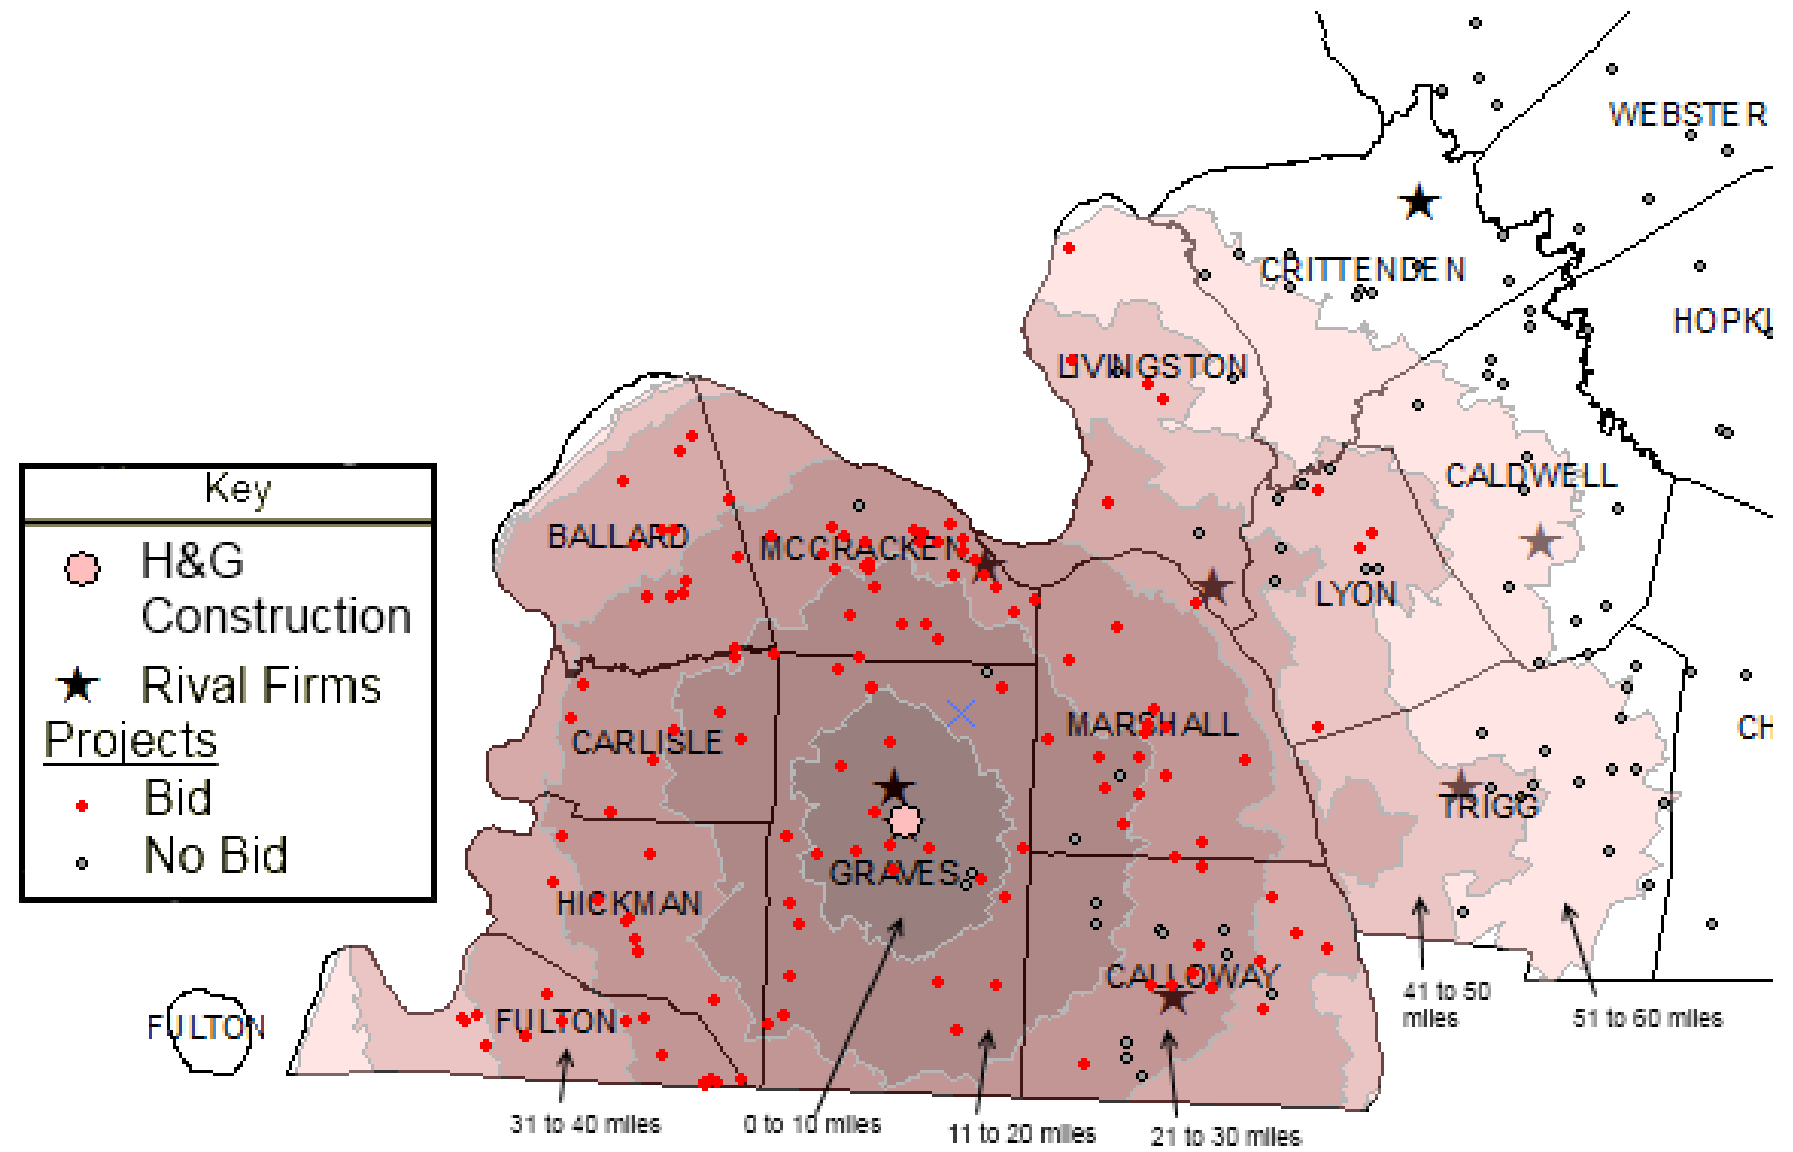 WEBSTER
CRITTENDEN
HOPKI
LIVINGSTON
CALDWELL
Key
H&G
Construction
Rival Firms
Projects
Bid
No Bid
BALLARD
MCCRACKEN
LYON
CARLISLE
MARSHALL
CH
TRIGG
GRAVES
HICKMAN
CALLOWAY
FULTON
FULTON
41 to 50
miles
51 to 60 miles
31 to 40 miles
0 to 10 miles
11 to 20 miles
21 to 30 miles